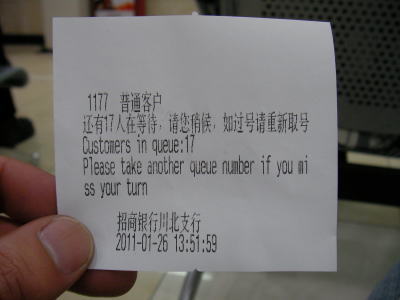 1177 普通客户
还有17人在等待，请您稍候，如过号请重新取号
Customers in queue:17
Please take another queue number if you mi
ss your turn
招商银行川北支行
2011-01-26 13:51:59